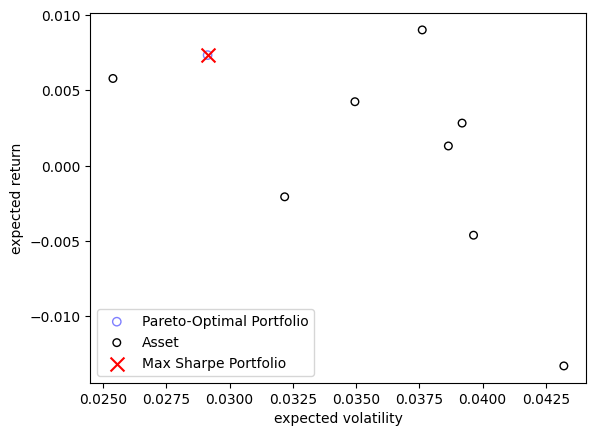 0.010
0.005
0.000
−0.005
−0.010
expected return
Pareto-Optimal Portfolio
Asset
Max Sharpe Portfolio
0.0250 0.0275 0.0300 0.0325 0.0350 0.0375 0.0400 0.0425
expected volatility